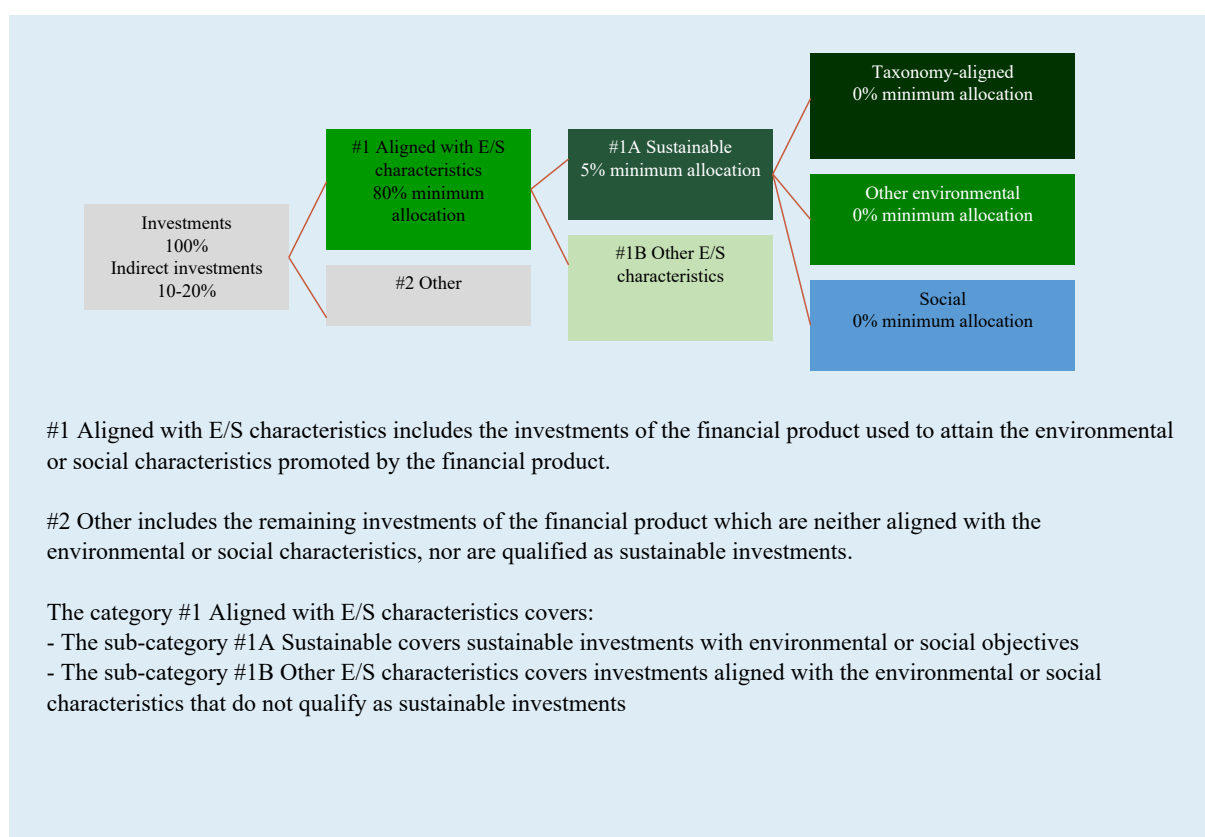 Investments
100%
Indirect investments
10-20%
#1 Aligned with E/S
characteristics
80% minimum
allocation
#2 Other
#1A Sustainable
5% minimum allocation
#1B Other E/S
characteristics
Taxonomy-aligned
0% minimum allocation
Other environmental
0% minimum allocation
Social
0% minimum allocation
#1 Aligned with E/S characteristics includes the investments of the financial product used to attain the environmental
or social characteristics promoted by the financial product.
#2 Other includes the remaining investments of the financial product which are neither aligned with the
environmental or social characteristics, nor are qualified as sustainable investments.
The category #1 Aligned with E/S characteristics covers:
- The sub-category #1A Sustainable covers sustainable investments with environmental or social objectives
- The sub-category #1B Other E/S characteristics covers investments aligned with the environmental or social
characteristics that do not qualify as sustainable investments